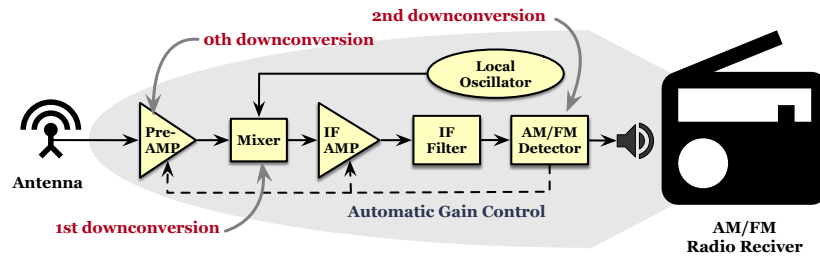 2nd downconversion
0th downconversion
Local
Oscillator
Pre-
AMP
Mixer
IF
AMP
IF
Filter
AM/FM
Detector
Antenna
Automatic Gain Control
1st downconversion
AM/FM
Radio Reciver